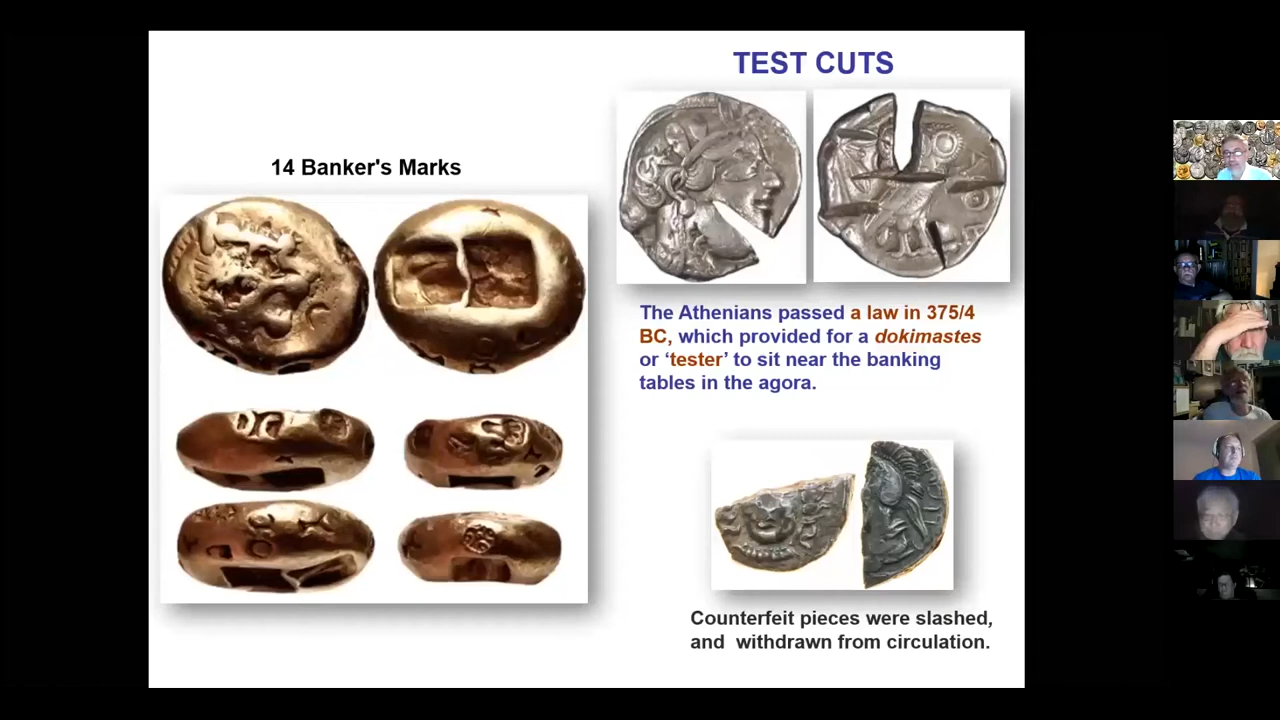 TEST CUTS
14 Banker's Marks
The Athenians passed a law in 375/4
BC, which provided for a dokimastes
or ‘tester’ to sit near the banking
tables in the agora.
Counterfeit pieces were slashed,
and  withdrawn from circulation.